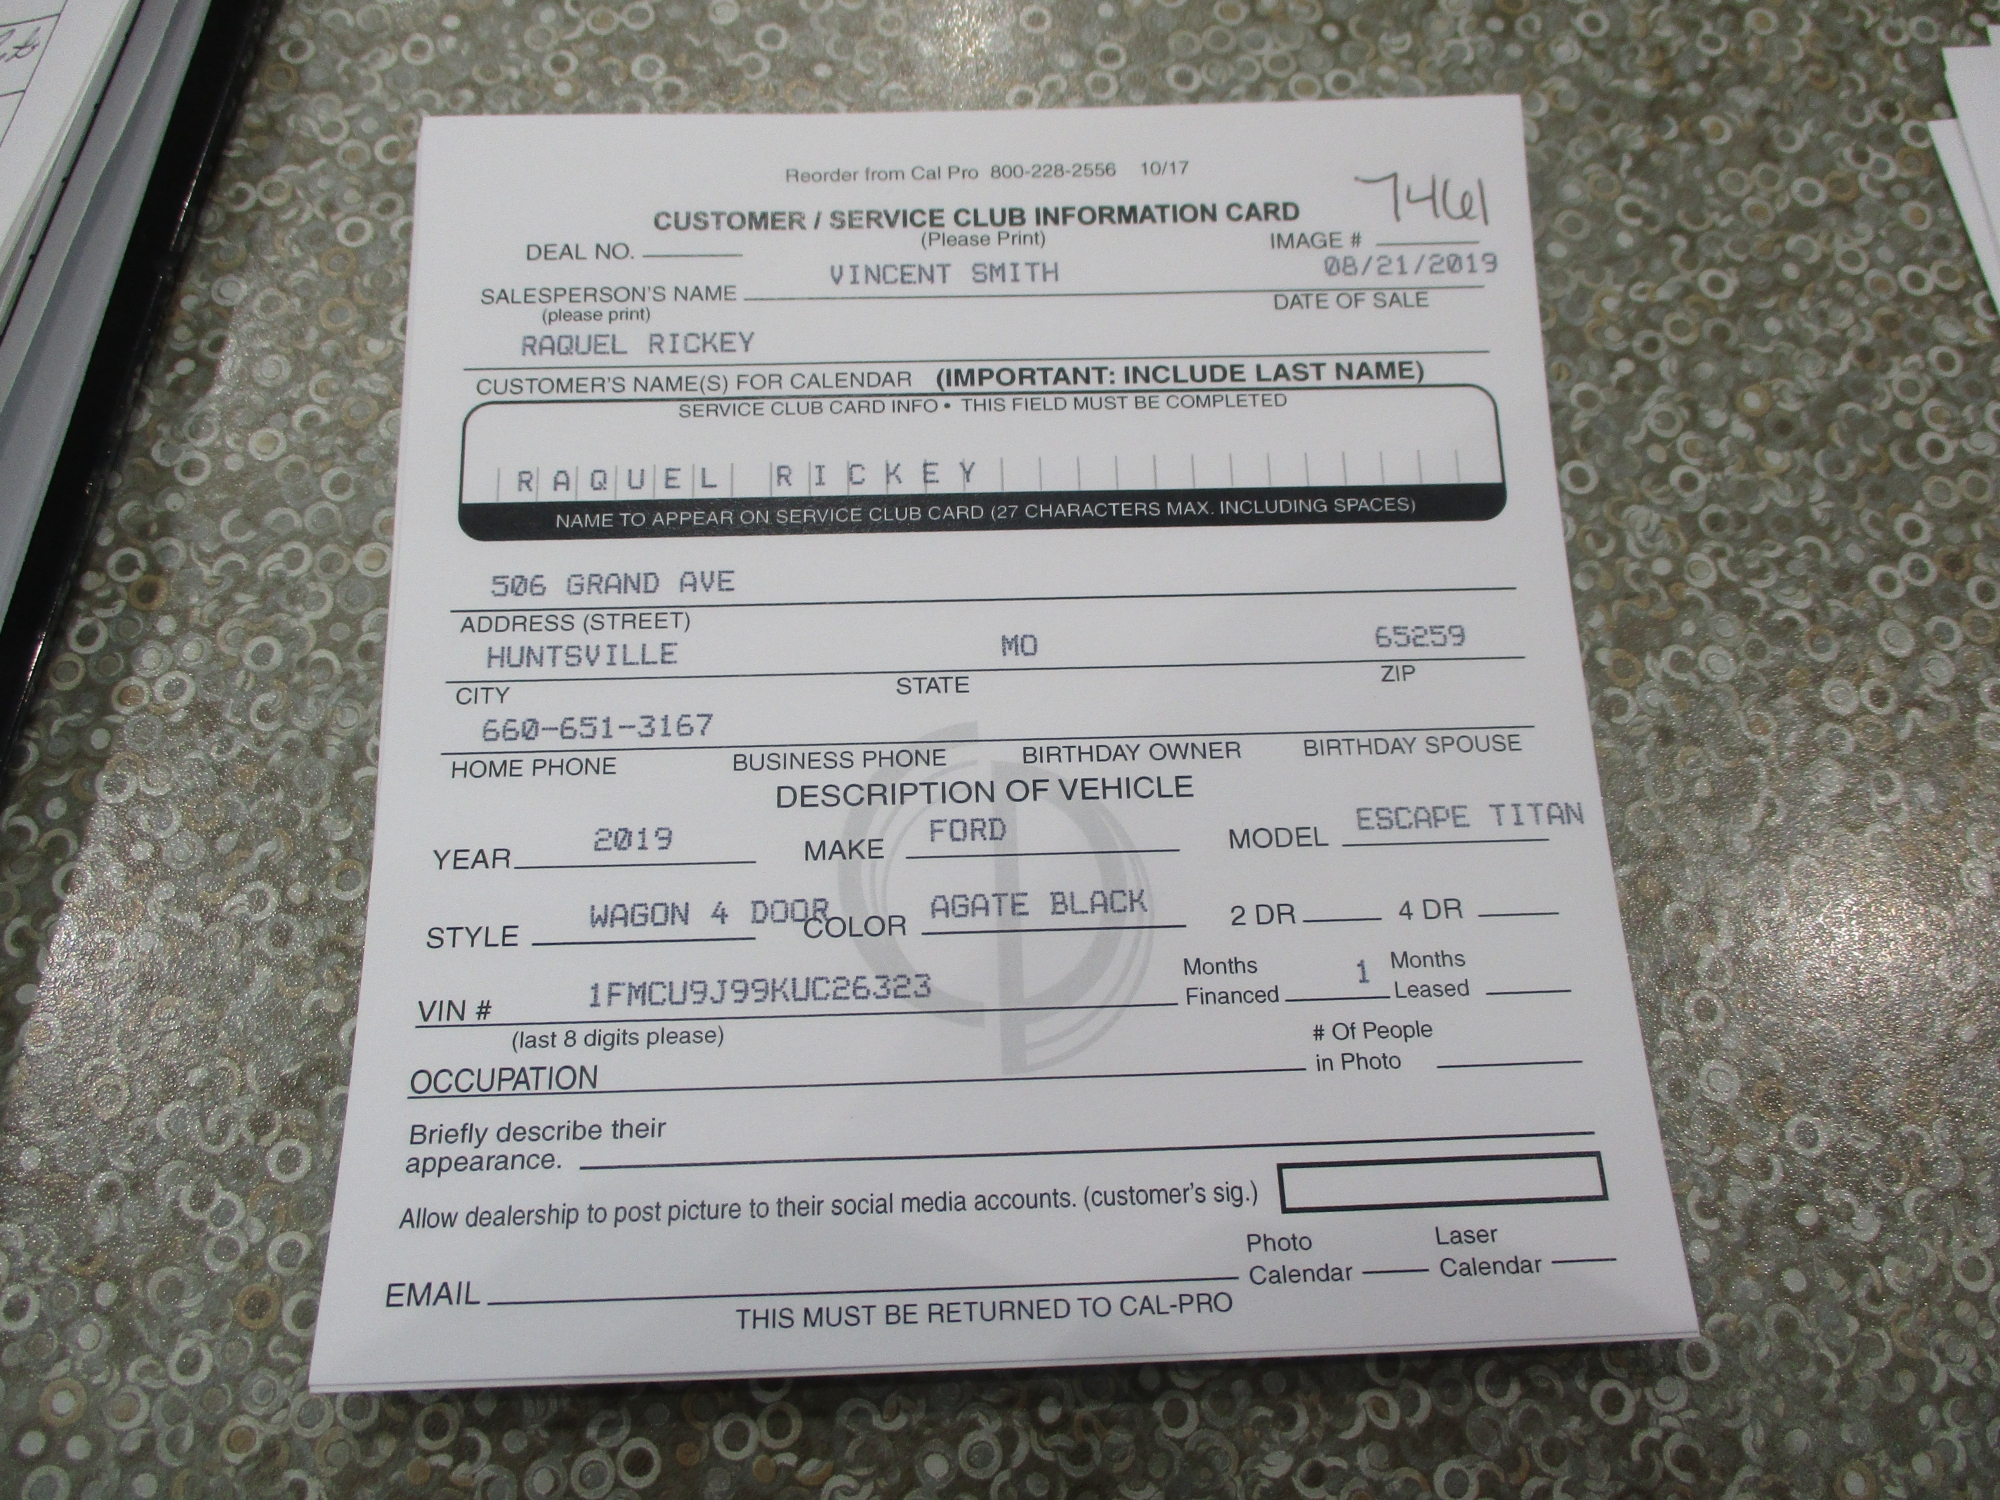 Reorder from Cal Pro 800-228-2556 10/17
CUSTOMER / SERVICE CLUB INFORMATION CARD
(Please Print)
7461
DEAL NO.
IMAGE #
VINCENT SMITH 08/21/2019
SALESPERSON'S NAME DATE OF SALE
(please print)
RAQUEL RICKEY
CUSTOMER'S NAME(S) FOR CALENDAR (IMPORTANT: INCLUDE LAST NAME)
SERVICE CLUB CARD INFO • THIS FIELD MUST BE COMPLETED
RAQUEL RICKEY
NAME TO APPEAR ON SERVICE CLUB CARD (27 CHARACTERS MAX. INCLUDING SPACES)
506 GRAND AVE
ADDRESS (STREET)
HUNTSVILLE MO 65259
CITY STATE ZIP
660-651-3167
HOME PHONE BUSINESS PHONE BIRTHDAY OWNER BIRTHDAY SPOUSE
DESCRIPTION OF VEHICLE
YEAR 2019 MAKE FORD MODEL ESCAPE TITAN
STYLE WAGON 4 DOOR COLOR AGATE BLACK 2 DR 4 DR
VIN # 1FMCU9J99KUC26323 Months Financed 1 Months Leased
(last 8 digits please)
OCCUPATION # Of People in Photo
Briefly describe their
appearance.
Allow dealership to post picture to their social media accounts. (customer's sig.)
EMAIL Photo Calendar Laser Calendar
THIS MUST BE RETURNED TO CAL-PRO